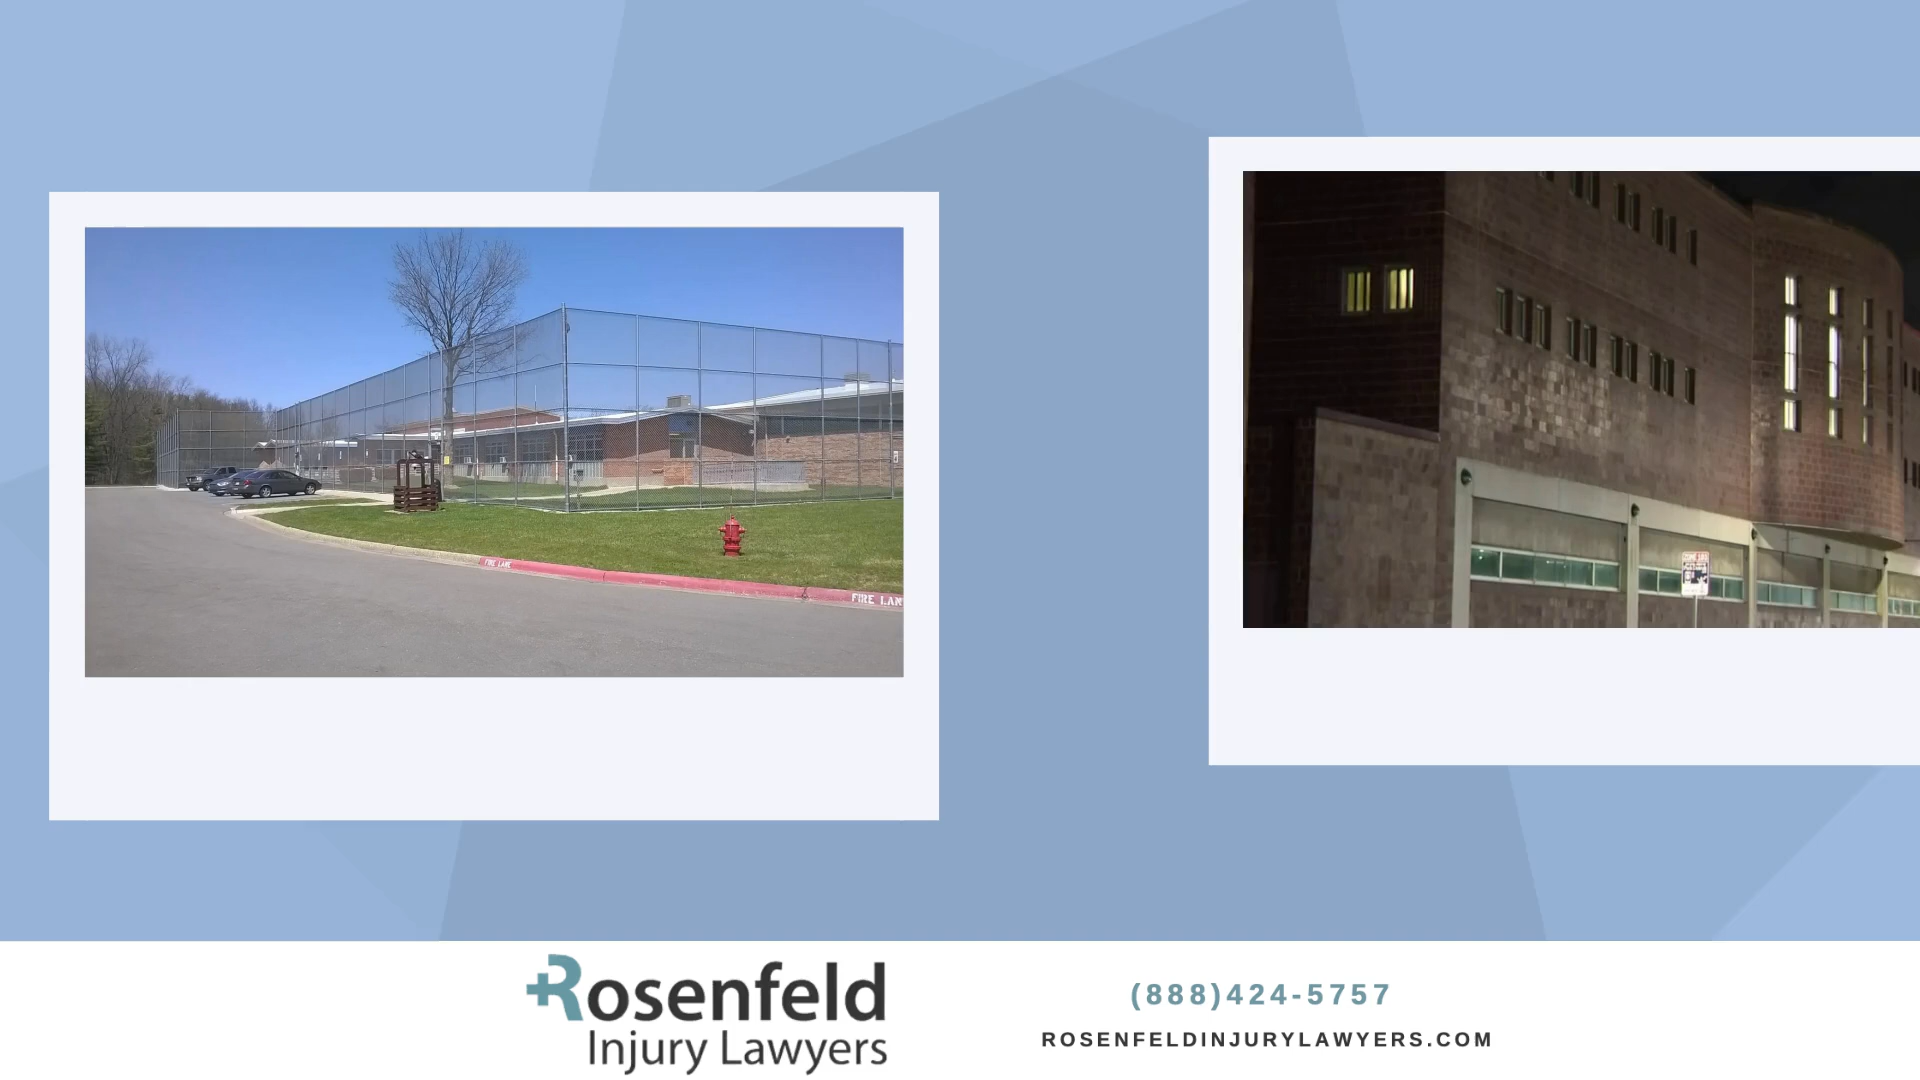 FIRE LANE
FIRE LAN
Rosenfeld
Injury Lawyers
(888)424-5757
ROSENFELDINJURYLAWYERS.COM